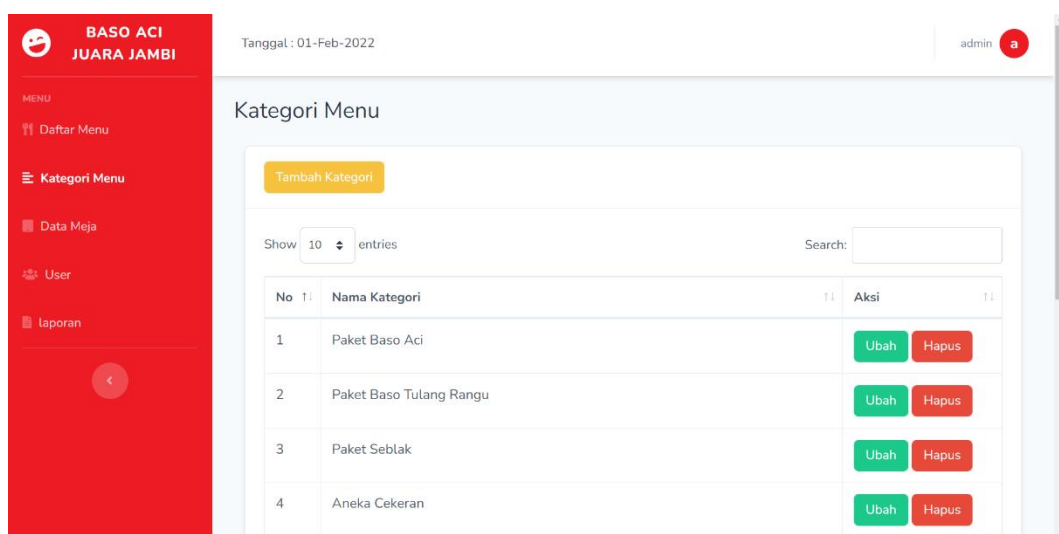 BASO ACI
JUARA JAMBI
Tanggal : 01-Feb-2022
admin a
MENU
Daftar Menu
Kategori Menu
Data Meja
User
laporan
Kategori Menu
Tambah Kategori
Show 10 entries
Search:
No Nama Kategori Aksi
1 Paket Baso Aci Ubah Hapus
2 Paket Baso Tulang Rangu Ubah Hapus
3 Paket Seblak Ubah Hapus
4 Aneka Cekeran Ubah Hapus